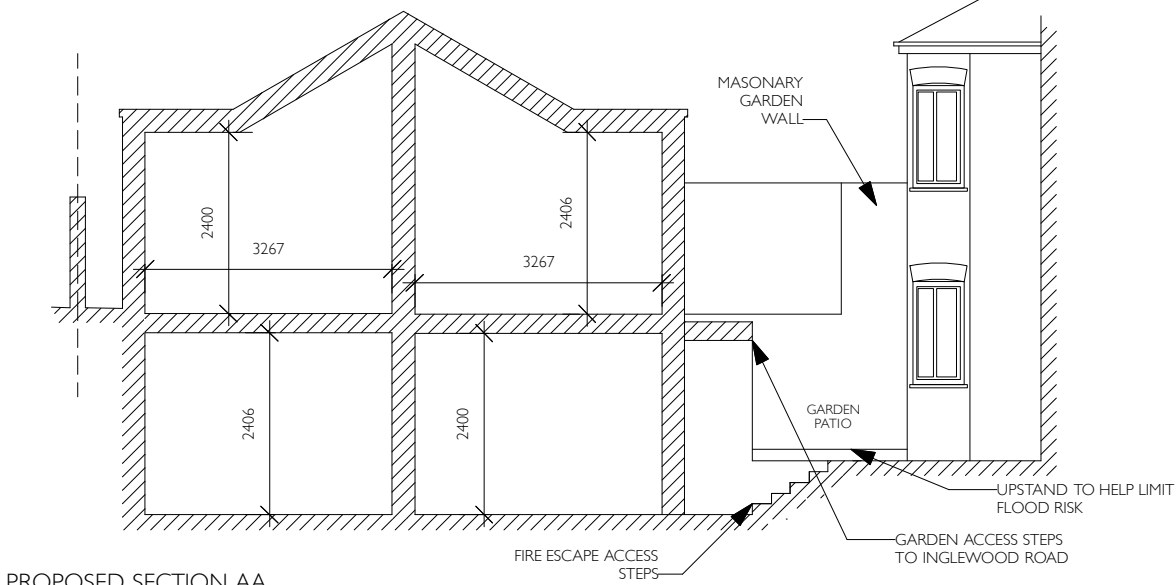 MASONARY
GARDEN
WALL
2400
2406
3267
3267
2406
2400
GARDEN
PATIO
UPSTAND TO HELP LIMIT
FLOOD RISK
GARDEN ACCESS STEPS
TO INGLEWOOD ROAD
FIRE ESCAPE ACCESS
STEPS
PROPOSED SECTION AA